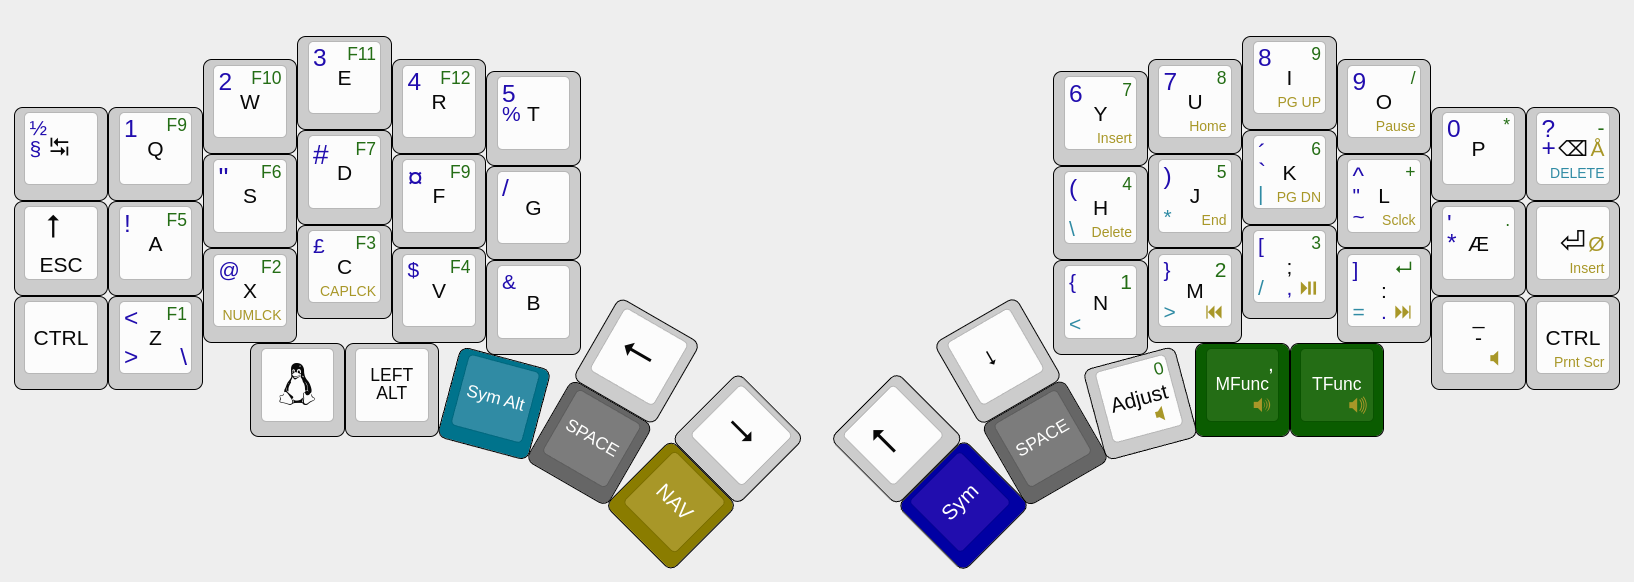 ½
§ ↹
1 F9
Q
2 F10
W
3 F11
E
4 F12
R
5
% T
6 7
Y
Insert
7 8
U
Home
8 9
I
PG UP
9 /
O
Pause
0 *
P
? -
+ ⌫ Å
DELETE
↑
ESC
! F5
A
" F6
S
# F7
D
¤ F9
F
/
G
( 4
H
\ Delete
) 5
J
* End
´ 6
` K
| PG DN
^ +
" L
~ Sclck
' .
* Æ
⏎ Ø
Insert
CTRL
< F1
Z
> \
@ F2
X
NUMLCK
£ F3
C
CAPLCK
$ F4
V
&
B
{ 1
N
<
} 2
M
> ⏮
[ 3
;
/ , ⏯
] ↵
:
= . ⏭
_
-
CTRL
Prnt Scr
LEFT
ALT
Sym Alt
SPACE
←
NAV
→
←
Sym
↓
SPACE
0
Adjust
MFunc ,
TFunc